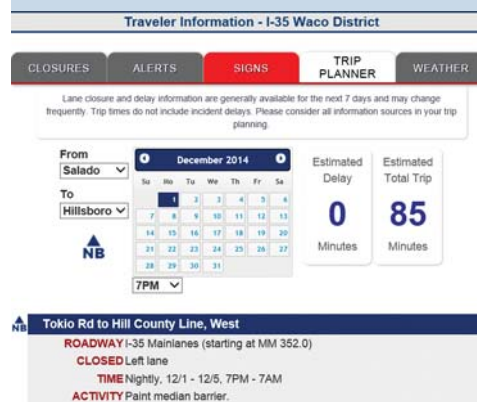 Traveler Information - I-35 Waco District
CLOSURES ALERTS SIGNS TRIP PLANNER WEATHER
Lane closure and delay information are generally available for the next 7 days and may change
frequently. Trip times do not include incident delays. Please consider all information sources in your trip
planning.
From
Salado
To
Hillsboro
NB
December 2014
Su Mo Tu We Th Fr Sa
1 2 3 4 5 6
7 8 9 10 11 12 13
14 15 16 17 18 19 20
21 22 23 24 25 26 27
28 29 30 31
7PM
Estimated
Delay
0
Minutes
Estimated
Total Trip
85
Minutes
NB Tokio Rd to Hill County Line, West
ROADWAY I-35 Mainlanes (starting at MM 352.0)
CLOSED Left lane
TIME Nightly, 12/1 - 12/5, 7PM - 7AM
ACTIVITY Paint median barrier.